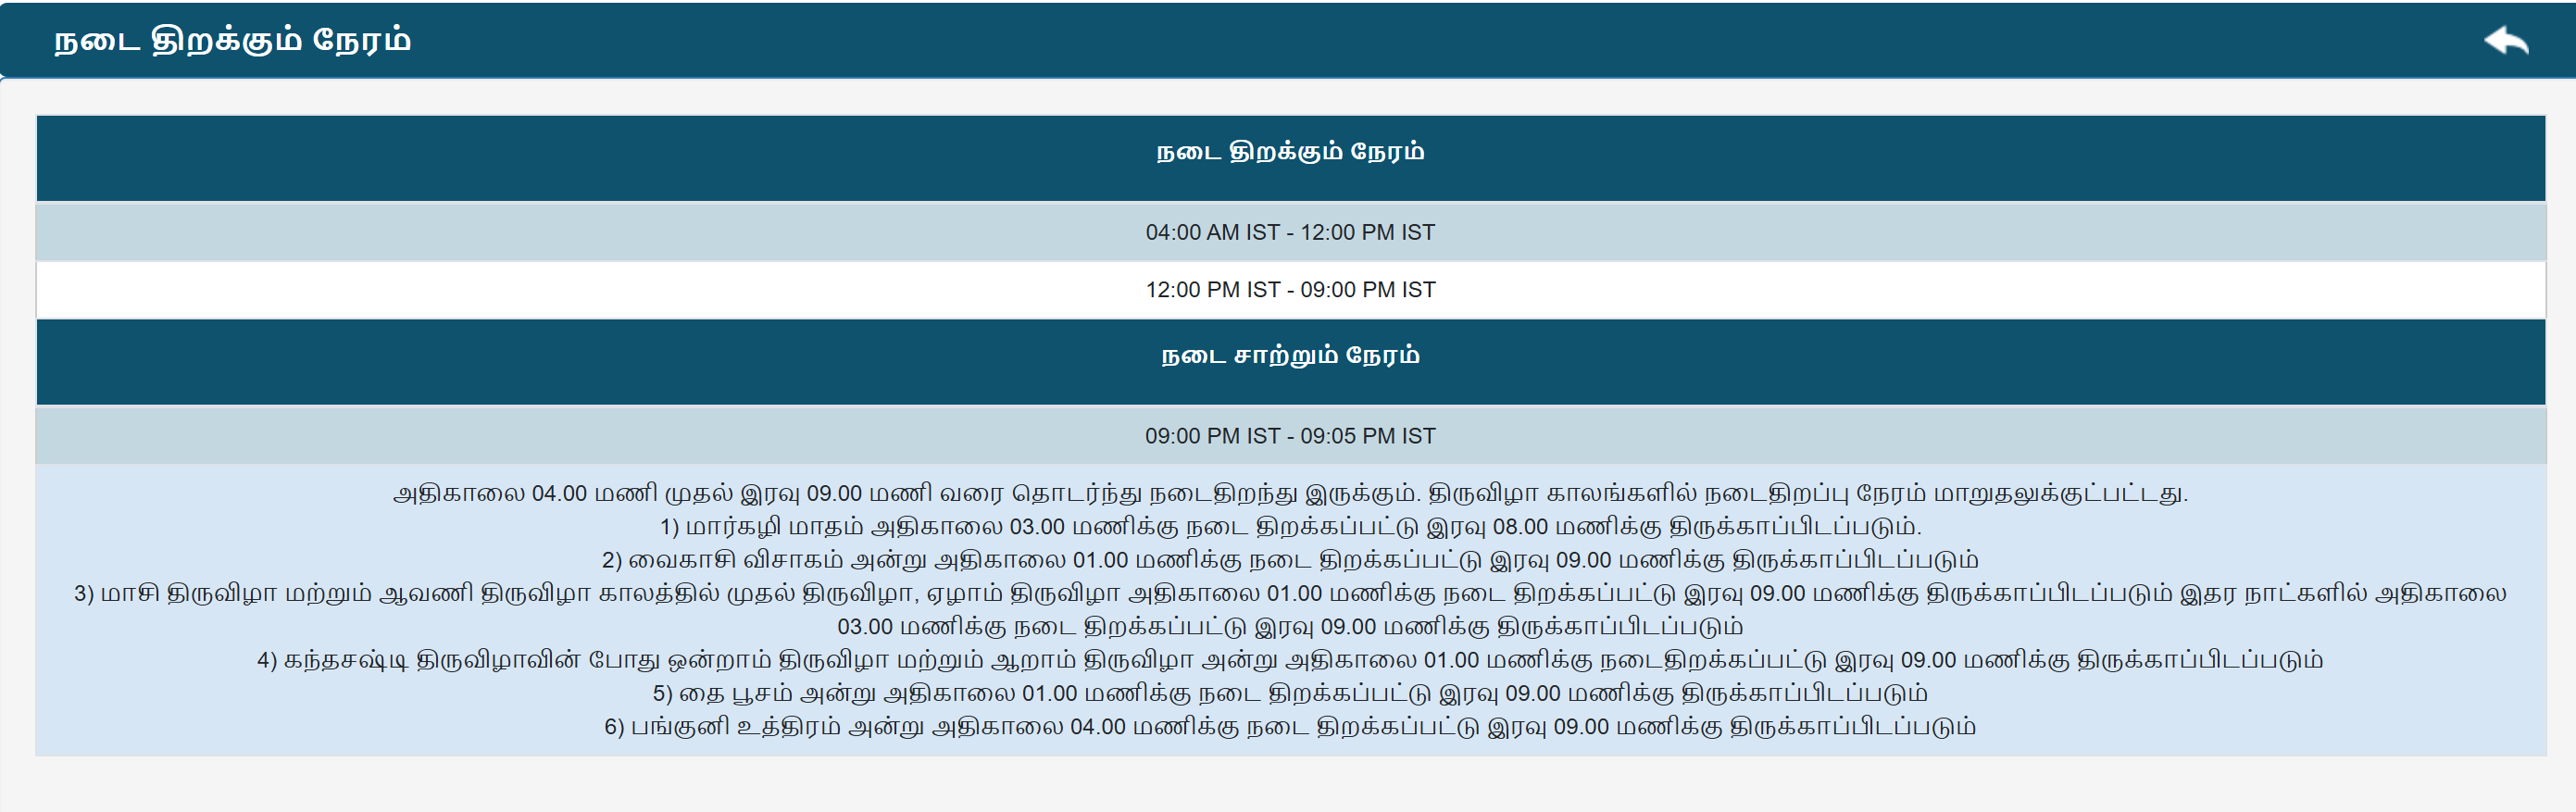 நடை திறக்கும் நேரம்
நடை திறக்கும் நேரம்
04:00 AM IST - 12:00 PM IST
12:00 PM IST - 09:00 PM IST
நடை சாற்றும் நேரம்
09:00 PM IST - 09:05 PM IST
அதிகாலை 04.00 மணி முதல் இரவு 09.00 மணி வரை தொடர்ந்து நடைதிறந்து இருக்கும். திருவிழா காலங்களில் நடைதிறப்பு நேரம் மாறுதலுக்குட்பட்டது.
1) மார்கழி மாதம் அதிகாலை 03.00 மணிக்கு நடை திறக்கப்பட்டு இரவு 08.00 மணிக்கு திருக்காப்பிடப்படும்.
2) வைகாசி விசாகம் அன்று அதிகாலை 01.00 மணிக்கு நடை திறக்கப்பட்டு இரவு 09.00 மணிக்கு திருக்காப்பிடப்படும்
3) மாசி திருவிழா மற்றும் ஆவணி திருவிழா காலத்தில் முதல் திருவிழா, ஏழாம் திருவிழா அதிகாலை 01.00 மணிக்கு நடை திறக்கப்பட்டு இரவு 09.00 மணிக்கு திருக்காப்பிடப்படும் இதர நாட்களில் அதிகாலை
03.00 மணிக்கு நடை திறக்கப்பட்டு இரவு 09.00 மணிக்கு திருக்காப்பிடப்படும்
4) கந்தசஷ்டி திருவிழாவின் போது ஒன்றாம் திருவிழா மற்றும் ஆறாம் திருவிழா அன்று அதிகாலை 01.00 மணிக்கு நடைதிறக்கப்பட்டு இரவு 09.00 மணிக்கு திருக்காப்பிடப்படும்
5) தை பூசம் அன்று அதிகாலை 01.00 மணிக்கு நடை திறக்கப்பட்டு இரவு 09.00 மணிக்கு திருக்காப்பிடப்படும்
6) பங்குனி உத்திரம் அன்று அதிகாலை 04.00 மணிக்கு நடை திறக்கப்பட்டு இரவு 09.00 மணிக்கு திருக்காப்பிடப்படும்